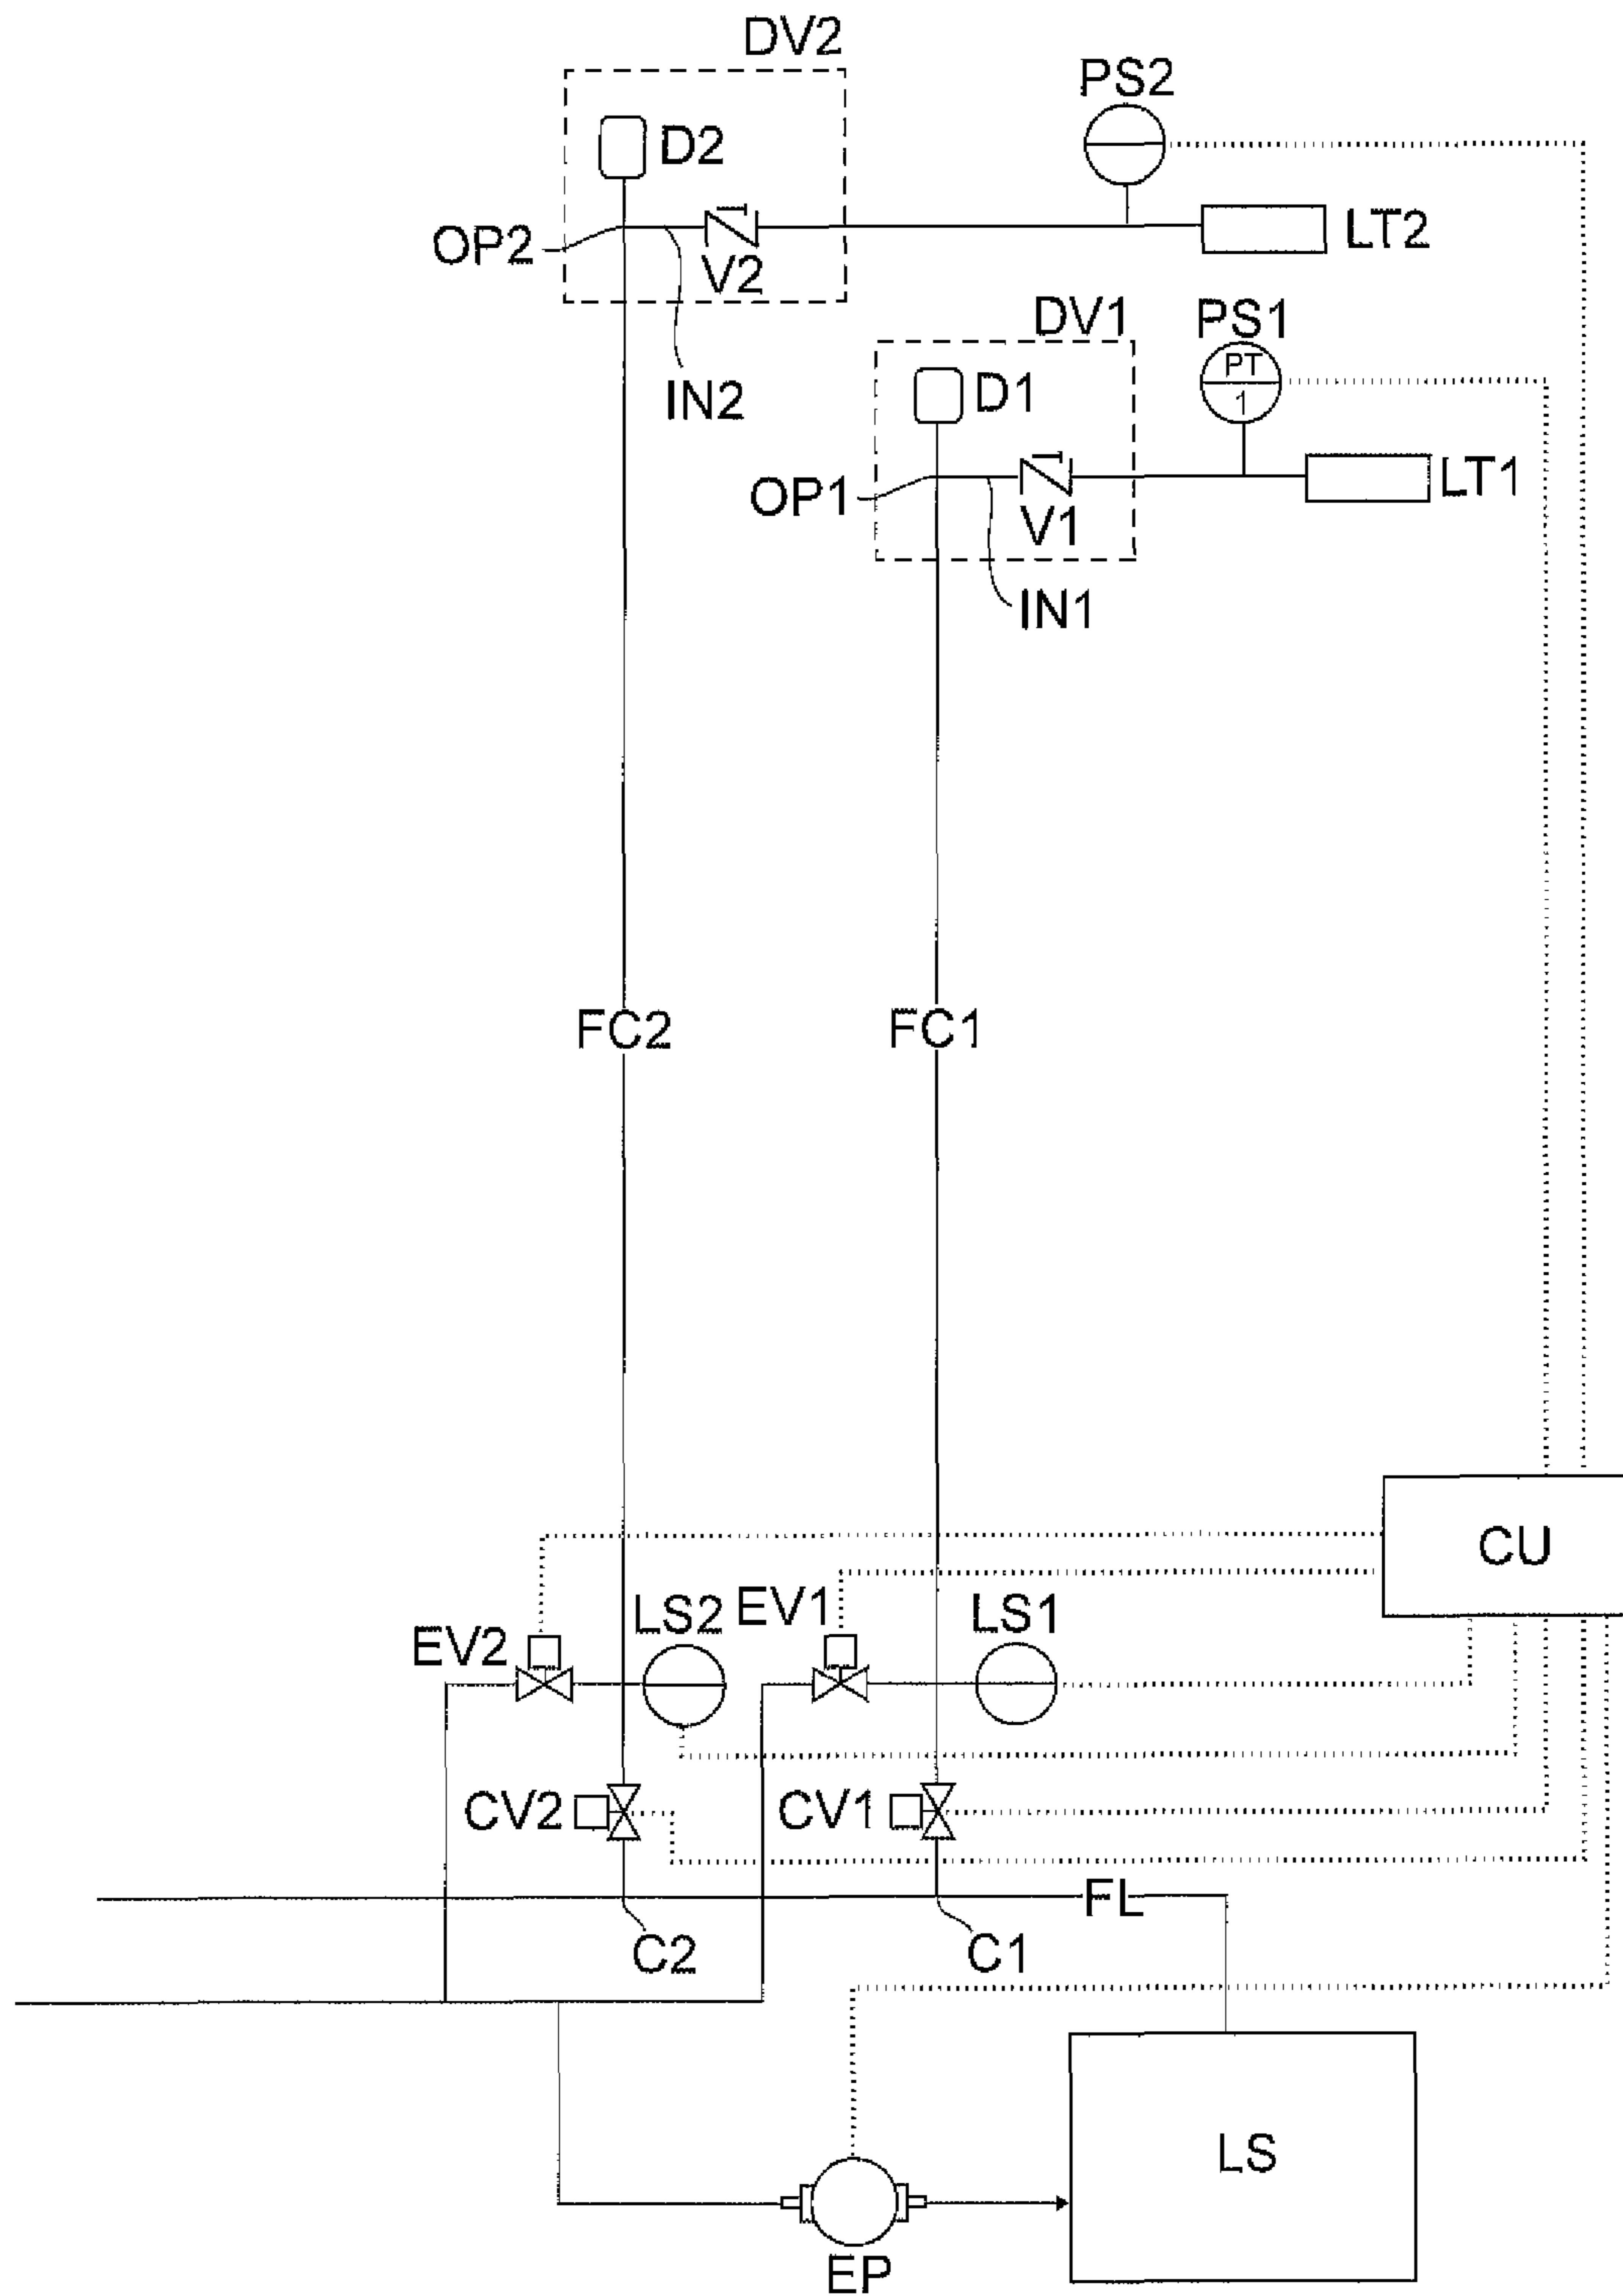 DV2
PS2
D2
OP2
V2
LT2
IN2
DV1
PS1
PT
1
D1
OP1
V1
LT1
IN1
FC2
FC1
CU
EV2
LS2
EV1
LS1
CV2
CV1
FL
C2
C1
LS
EP